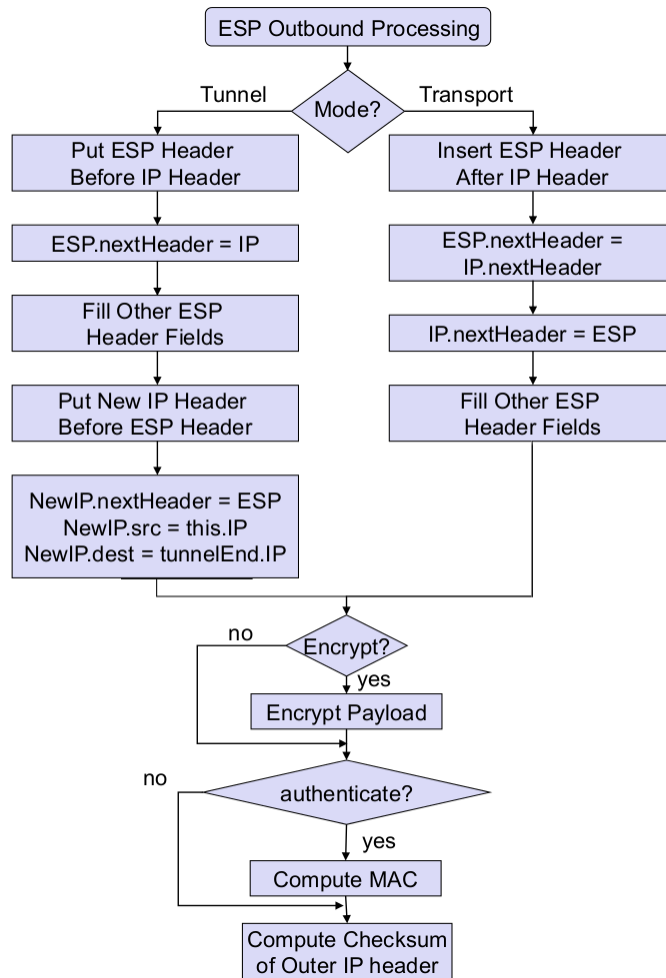 ESP Outbound Processing
Mode?
Tunnel
Transport
Put ESP Header
Before IP Header
ESP.nextHeader = IP
Fill Other ESP
Header Fields
Put New IP Header
Before ESP Header
NewIP.nextHeader = ESP
NewIP.src = this.IP
NewIP.dest = tunnelEnd.IP
Insert ESP Header
After IP Header
ESP.nextHeader =
IP.nextHeader
IP.nextHeader = ESP
Fill Other ESP
Header Fields
Encrypt?
no
yes
Encrypt Payload
authenticate?
no
yes
Compute MAC
Compute Checksum
of Outer IP header